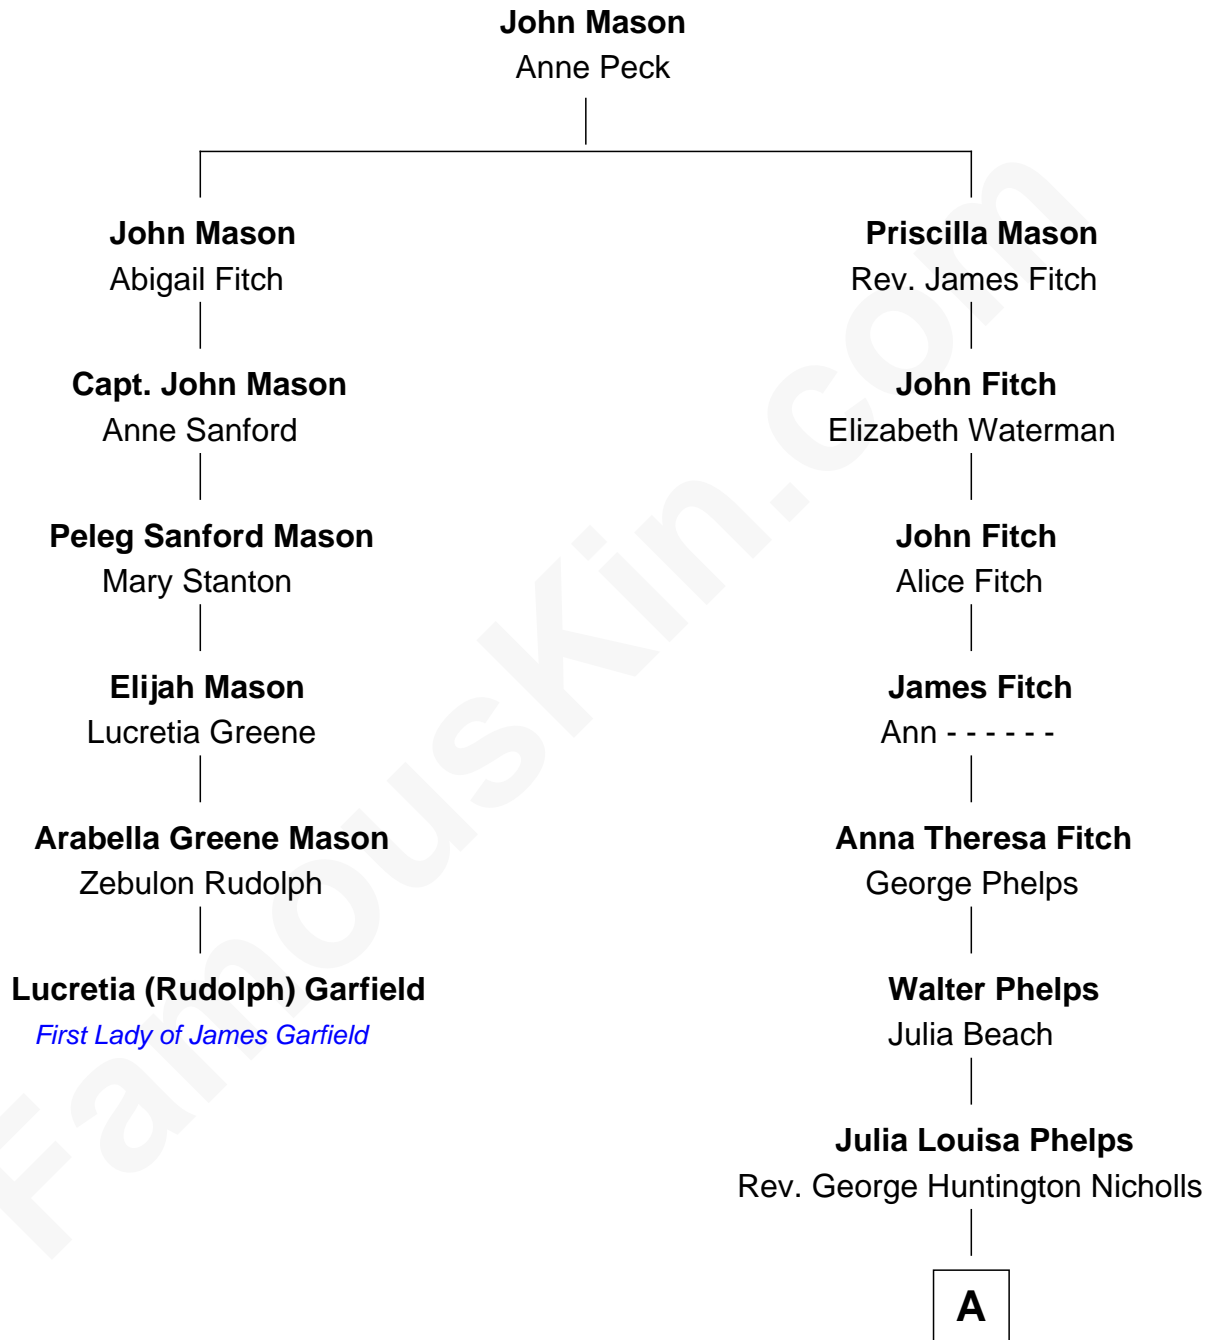 John Mason
Anne Peck
John Mason
Abigail Fitch
Priscilla Mason
Rev. James Fitch
Capt. John Mason
Anne Sanford
John Fitch
Elizabeth Waterman
Peleg Sanford Mason
Mary Stanton
John Fitch
Alice Fitch
Elijah Mason
Lucretia Greene
James Fitch
Ann - - - - - -
Arabella Greene Mason
Zebulon Rudolph
Anna Theresa Fitch
George Phelps
Lucretia (Rudolph) Garfield
First Lady of James Garfield
Walter Phelps
Julia Beach
Julia Louisa Phelps
Rev. George Huntington Nicholls
A
FamousKin.com